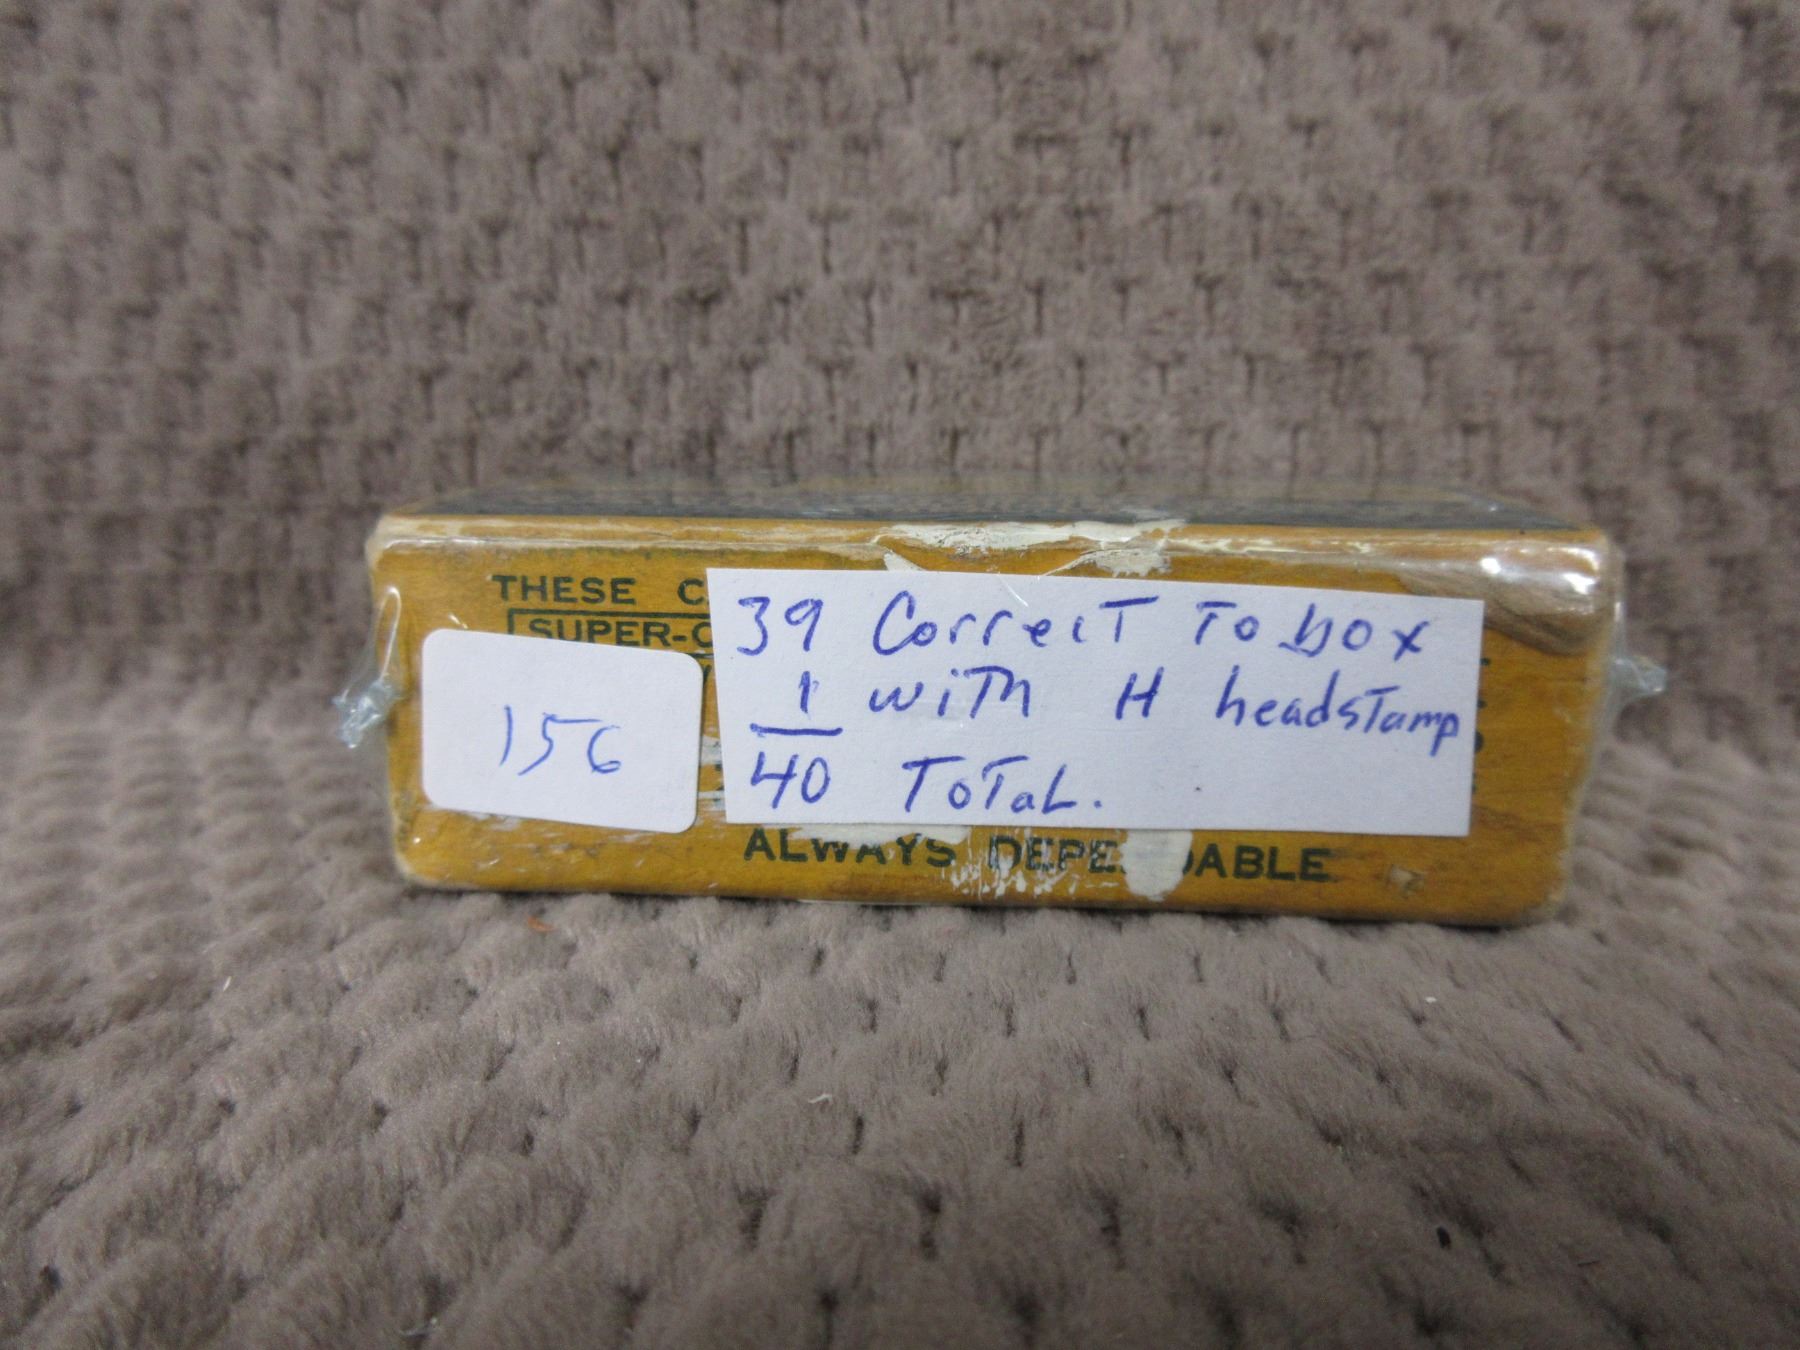 THESE
SUPER-
156
39 Correct To box
1 with H headstamp
40 ToTaL.
ALWAYS DEPE DABLE